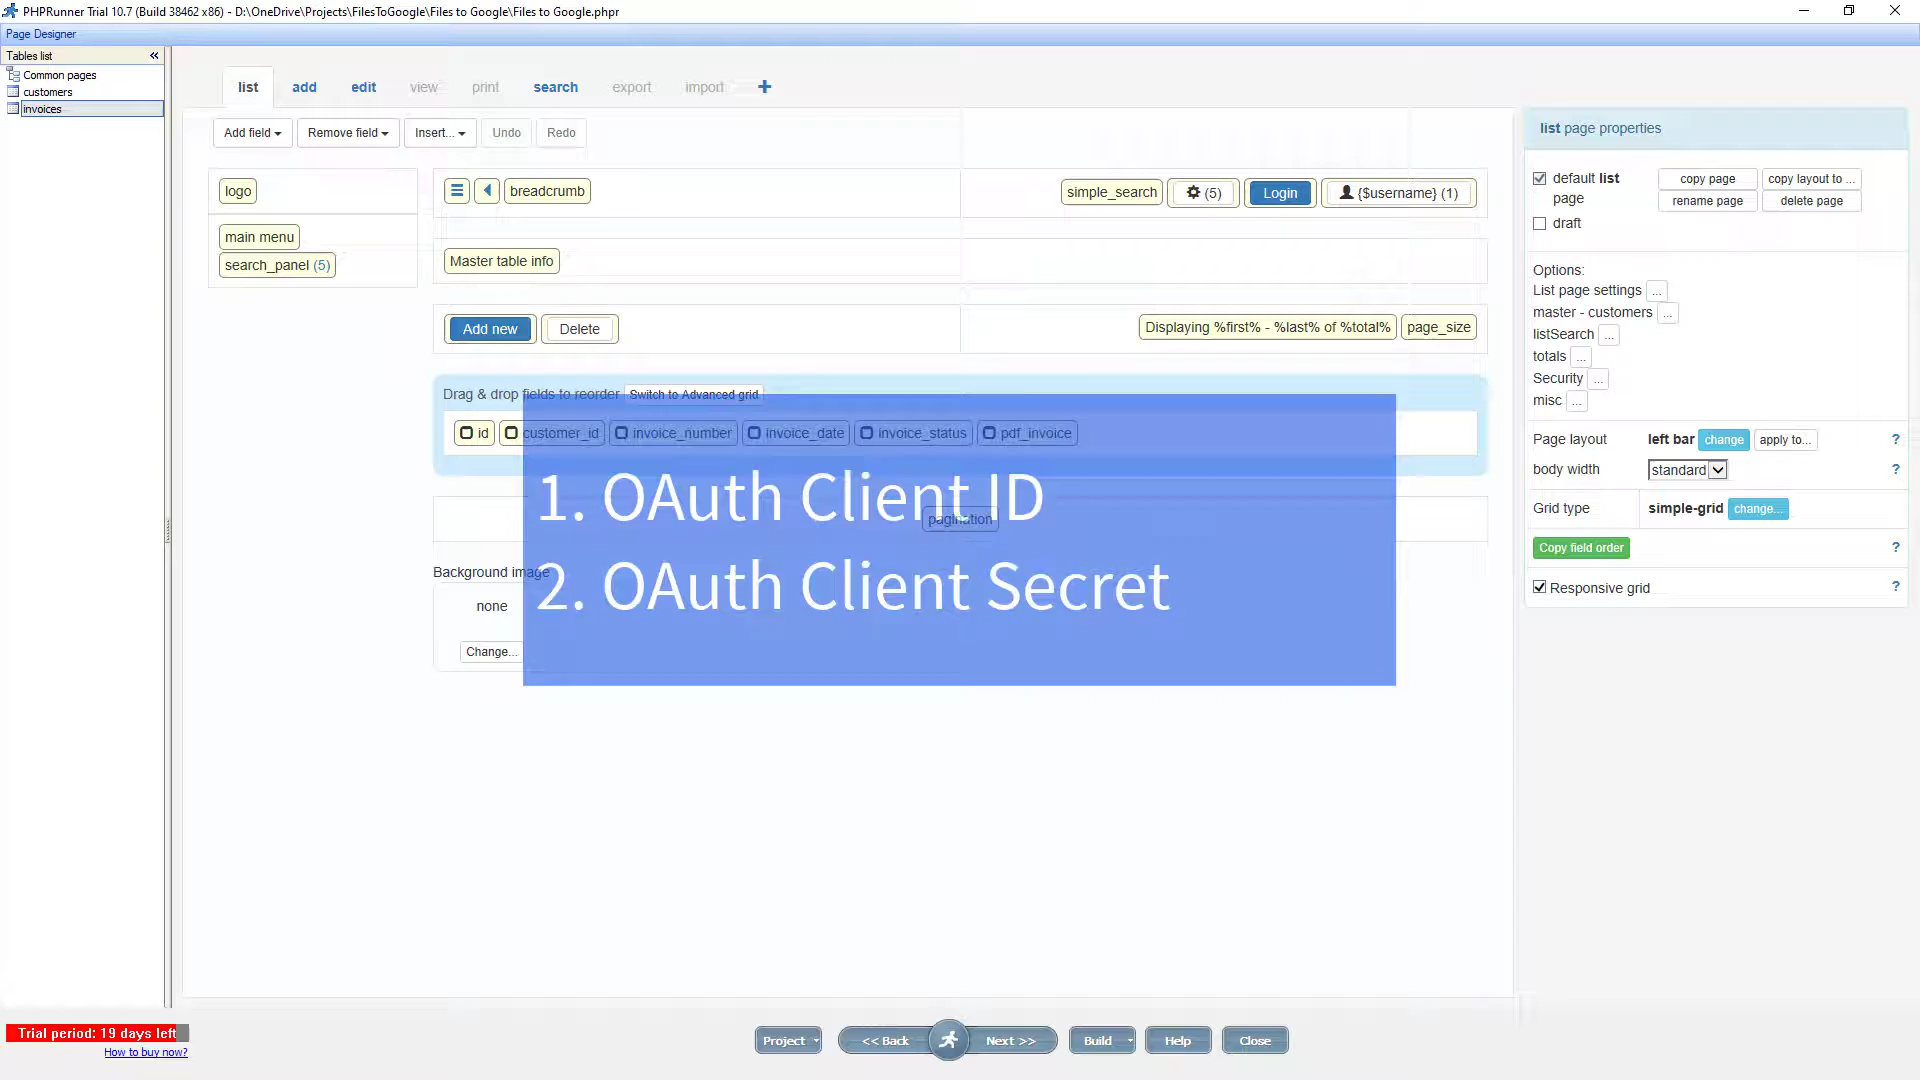 PHPRunner Trial 10.7 (Build 38462 x86) - D:\OneDrive\Projects\FilesToGoogle\Files to Google\Files to Google.phpr
Page Designer
Tables list
Common pages
customers
invoices
list add edit view print search export import
Add field Remove field Insert... Undo Redo
logo
main menu
search_panel (5)
breadcrumb
simple_search (5) Login {$username} (1)
Master table info
Add new Delete
Displaying %first% - %last% of %total% page_size
Drag & drop fields to reorder Switch to Advanced grid
id customer_id invoice_number invoice_date invoice_status pdf_invoice
1. OAuth Client ID
pagination
2. OAuth Client Secret
Background image
none
Change...
list page properties
default list page
copy page copy layout to ...
rename page delete page
draft
Options:
List page settings ...
master - customers ...
listSearch ...
totals ...
Security ...
misc ...
Page layout left bar change apply to... ?
body width standard ?
Grid type simple-grid change...
Copy field order ?
Responsive grid ?
Trial period: 19 days left
How to buy now?
Project << Back Next >> Build Help Close